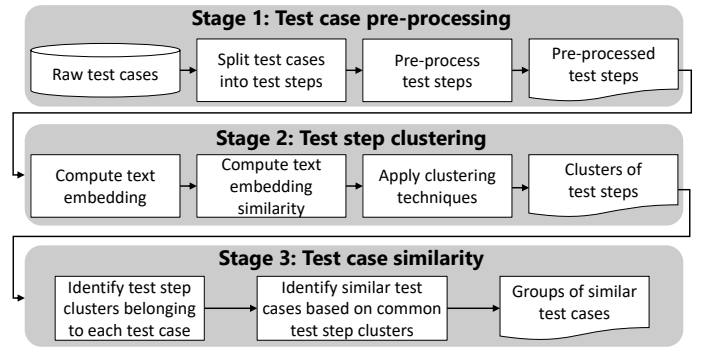 Stage 1: Test case pre-processing
Raw test cases
Split test cases
into test steps
Pre-process
test steps
Pre-processed
test steps
Stage 2: Test step clustering
Compute text
embedding
Compute text
embedding
similarity
Apply clustering
techniques
Clusters of
test steps
Stage 3: Test case similarity
Identify test step
clusters belonging
to each test case
Identify similar test
cases based on common
test step clusters
Groups of similar
test cases